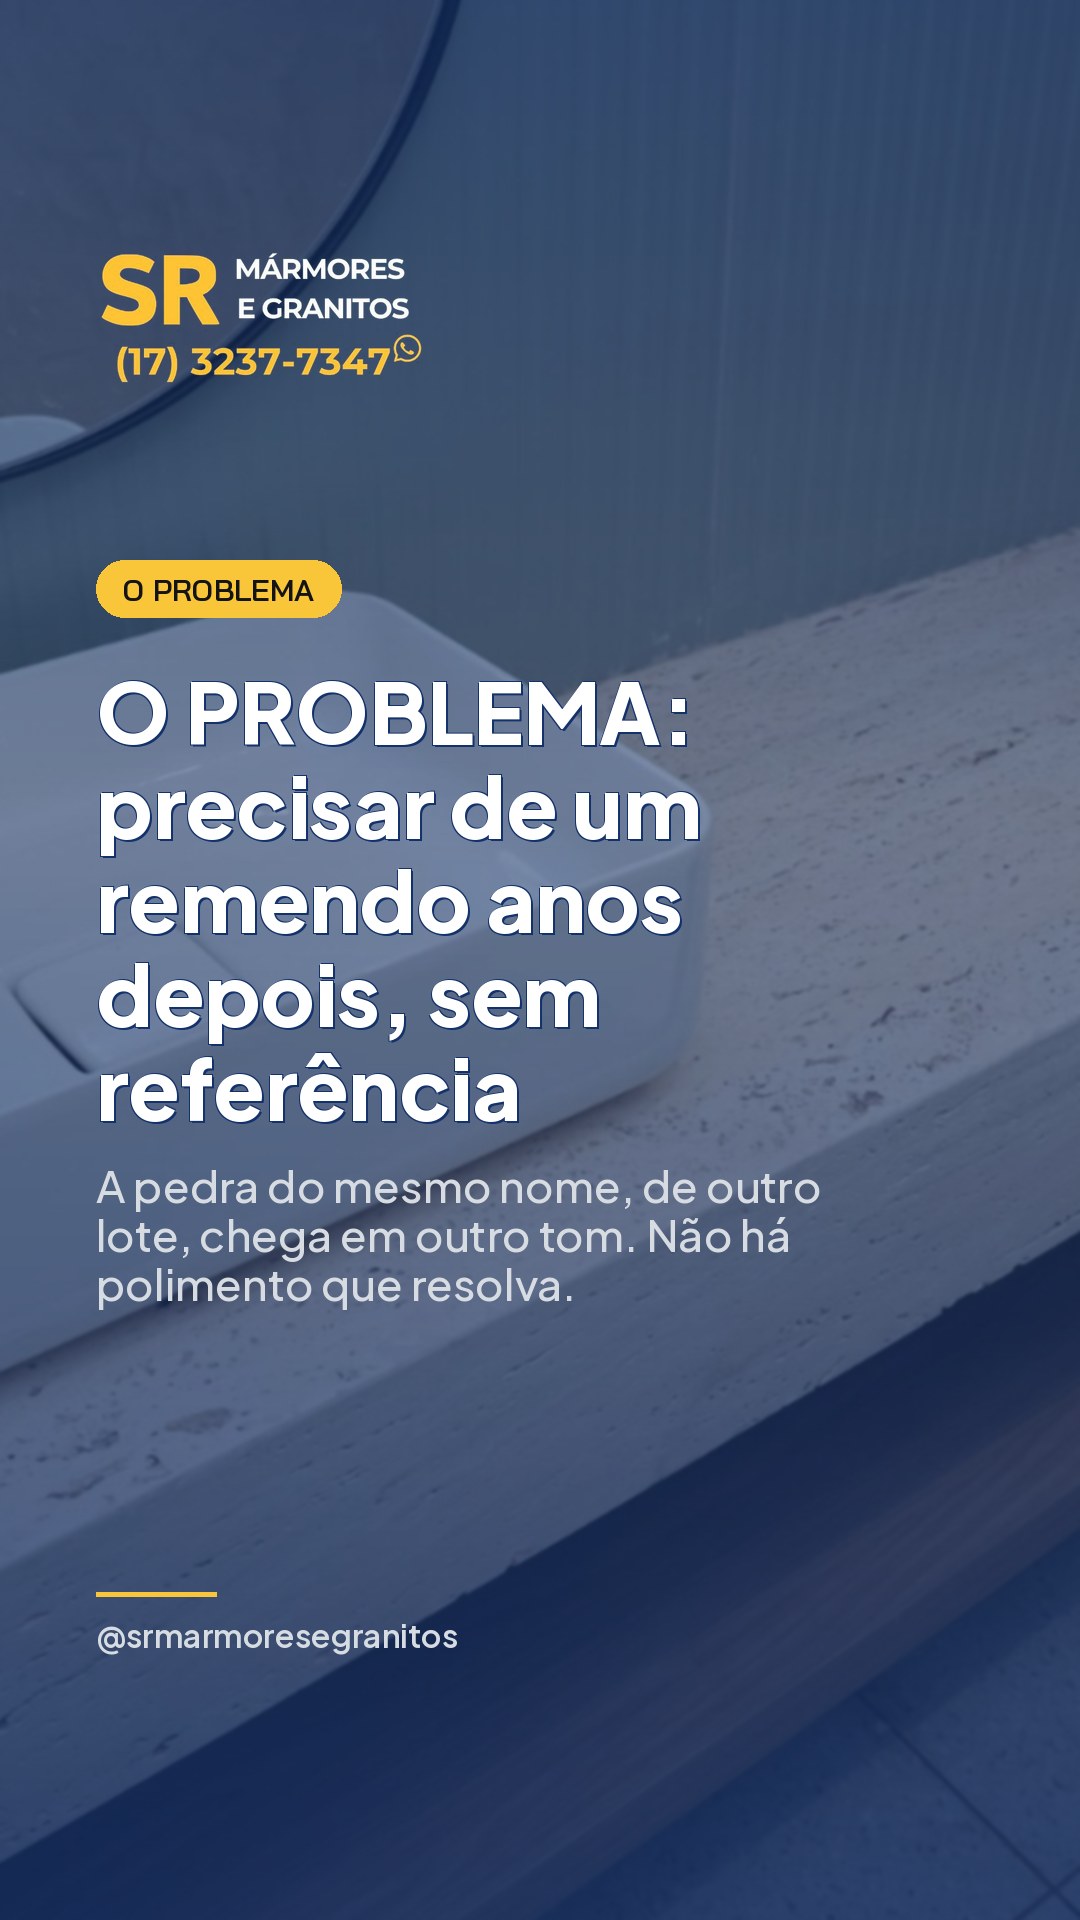 SR MÁRMORES
E GRANITOS
(17) 3237-7347
O PROBLEMA
O PROBLEMA:
precisar de um
remendo anos
depois, sem
referência
A pedra do mesmo nome, de outro
lote, chega em outro tom. Não há
polimento que resolva.
@srmarmoresegranitos